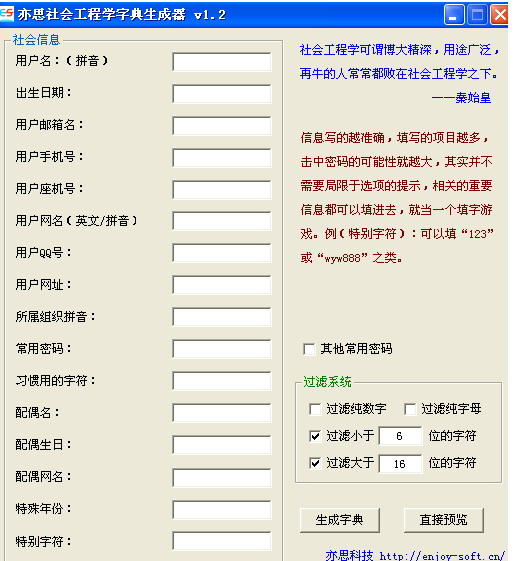 亦思社会工程学字典生成器 v1.2
社会信息
用户名：（拼音）
出生日期：
用户邮箱名：
用户手机号：
用户座机号：
用户网名（英文/拼音）
用户QQ号：
用户网址：
所属组织拼音：
常用密码：
习惯用的字符：
配偶名：
配偶生日：
配偶网名：
特殊年份：
特别字符：
社会工程学可谓博大精深，用途广泛，
再牛的人常常都败在社会工程学之下。
——秦始皇
信息写的越准确，填写的项目越多，
击中密码的可能性就越大，其实并不
需要局限于选项的提示，相关的重要
信息都可以填进去，就当一个填字游
戏。例（特别字符）：可以填“123”
或“wyw888”之类。
其他常用密码
过滤系统
过滤纯数字 过滤纯字母
过滤小于 6 位的字符
过滤大于 16 位的字符
生成字典 直接预览
亦思科技 http://enjoy-soft.cn/